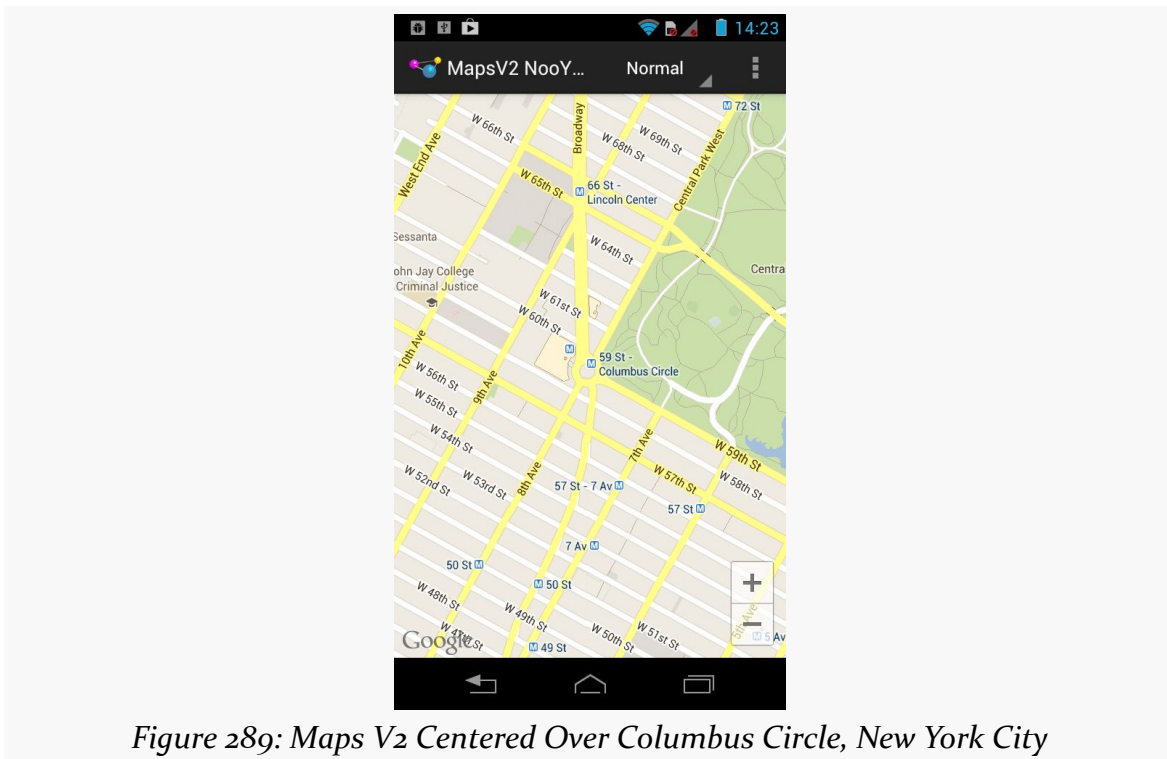 14:23
MapsV2 NooY...
Normal
72 St
W 66th St
Broadway
W 69th St
W 68th St
West End Ave
Central Park West
W 65th St
66 St -
Lincoln Center
Sessanta
W 64th St
Centra
ohn Jay College
Criminal Justice
W 61st St
W 60th St
10th Ave
59 St -
Columbus Circle
W 56th St
9th Ave
W 55th St
W 54th St
7th Ave
W 59th St
W 52nd St
W 53rd St
8th Ave
W 57th St
W 58th St
57 St - 7 Av
57 St
7 Av
50 St
50 St
W 48th St
W 49th St
5th Ave
Google
W 50th St
W 51st St
5 Av
49 St
Figure 289: Maps V2 Centered Over Columbus Circle, New York City